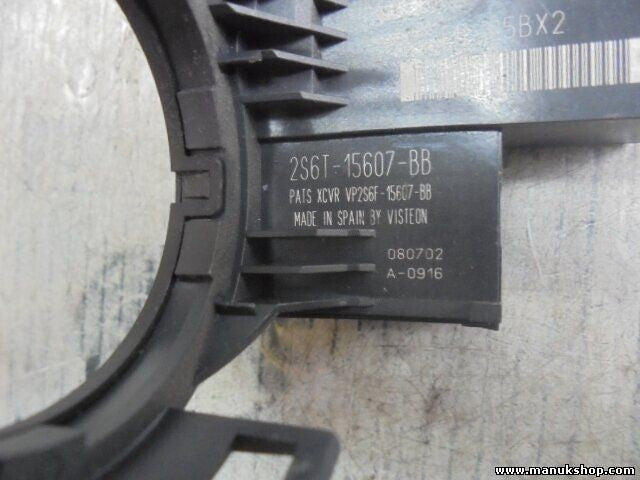 5BX2
2S6T-15607-BB
PATS XCVR VP2S6F-15607-BB
MADE IN SPAIN BY VISTEON
080702
A-0916
www.manukshop.com